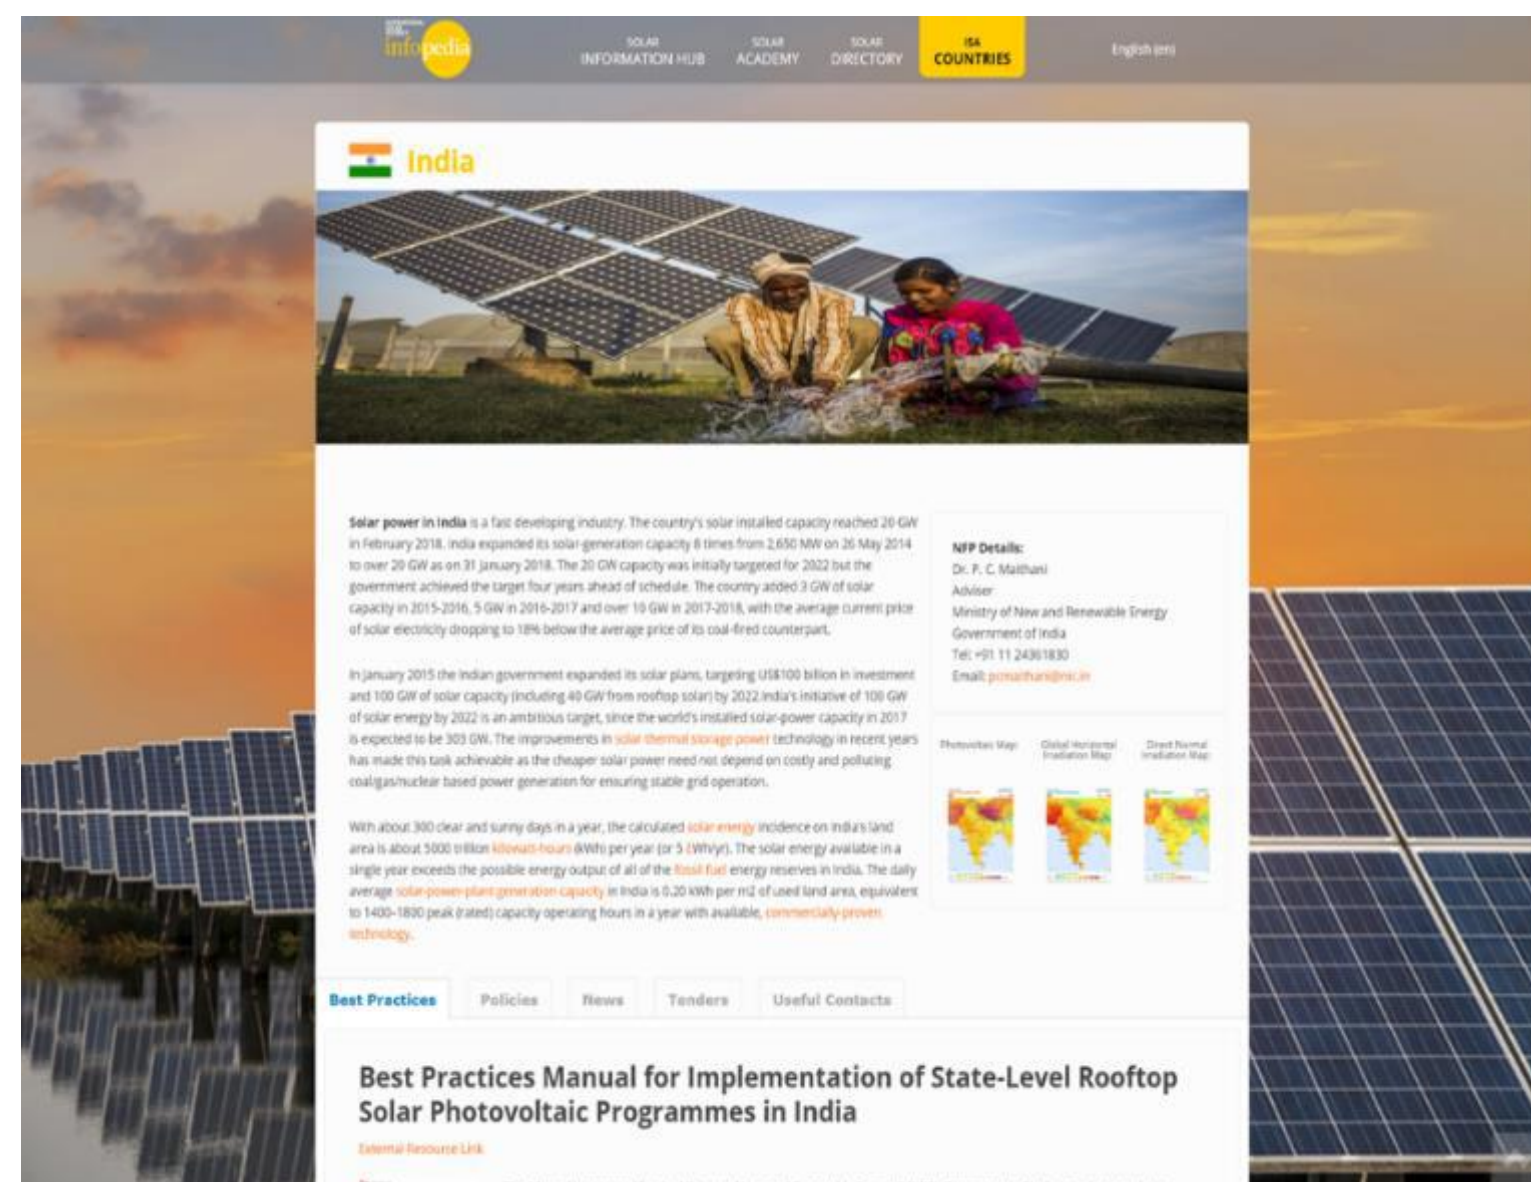 infopedia
SOLAR
INFORMATION HUB
SOLAR
ACADEMY
SOLAR
DIRECTORY
ISA
COUNTRIES
English (en)
India
Solar power in India is a fast developing industry. The country's solar installed capacity reached 20 GW
in February 2018. India expanded its solar-generation capacity 8 times from 2,650 MW on 26 May 2014
to over 20 GW as on 31 January 2018. The 20 GW capacity was initially targeted for 2022 but the
government achieved the target four years ahead of schedule. The country added 3 GW of solar
capacity in 2015-2016, 5 GW in 2016-2017 and over 10 GW in 2017-2018, with the average current price
of solar electricity dropping to 18% below the average price of its coal-fired counterpart.
In January 2015 the Indian government expanded its solar plans, targeting US$100 billion in investment
and 100 GW of solar capacity (including 40 GW from rooftop solar) by 2022.India's initiative of 100 GW
of solar energy by 2022 is an ambitious target, since the world's installed solar-power capacity in 2017
is expected to be 303 GW. The improvements in solar thermal storage power technology in recent years
has made this task achievable as the cheaper solar power need not depend on costly and polluting
coal/gas/nuclear based power generation for ensuring stable grid operation.
With about 300 clear and sunny days in a year, the calculated solar energy incidence on India's land
area is about 5000 trillion kilowatt-hours (kWh) per year (or 5 EWh/yr). The solar energy available in a
single year exceeds the possible energy output of all of the fossil fuel energy reserves in India. The daily
average solar-power-plant generation capacity in India is 0.20 kWh per m2 of used land area, equivalent
to 1400–1800 peak (rated) capacity operating hours in a year with available, commercially-proven
technology.
NFP Details:
Dr. P. C. Maithani
Adviser
Ministry of New and Renewable Energy
Government of India
Tel: +91 11 24361830
Email: pcmaithani@nic.in
Photovoltaic Map
Global Horizontal
Irradiation Map
Direct Normal
Irradiation Map
Best Practices
Policies
News
Tenders
Useful Contacts
Best Practices Manual for Implementation of State-Level Rooftop
Solar Photovoltaic Programmes in India
External Resource Link